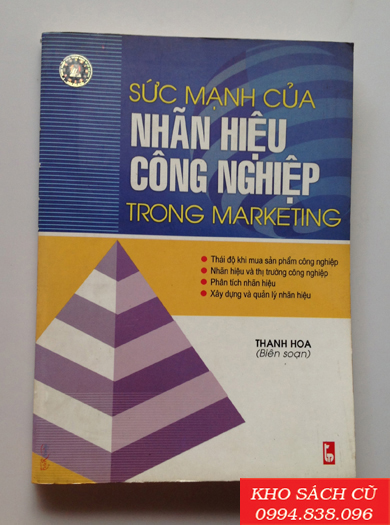 SỨC MẠNH CỦA
NHÃN HIỆU
CÔNG NGHIỆP
TRONG MARKETING
Thái độ khi mua sản phẩm công nghiệp
Nhãn hiệu và thị trường công nghiệp
Phân tích nhãn hiệu
Xây dựng và quản lý nhãn hiệu
THANH HOA
(Biên soạn)
KHO SÁCH CŨ
0994.838.096